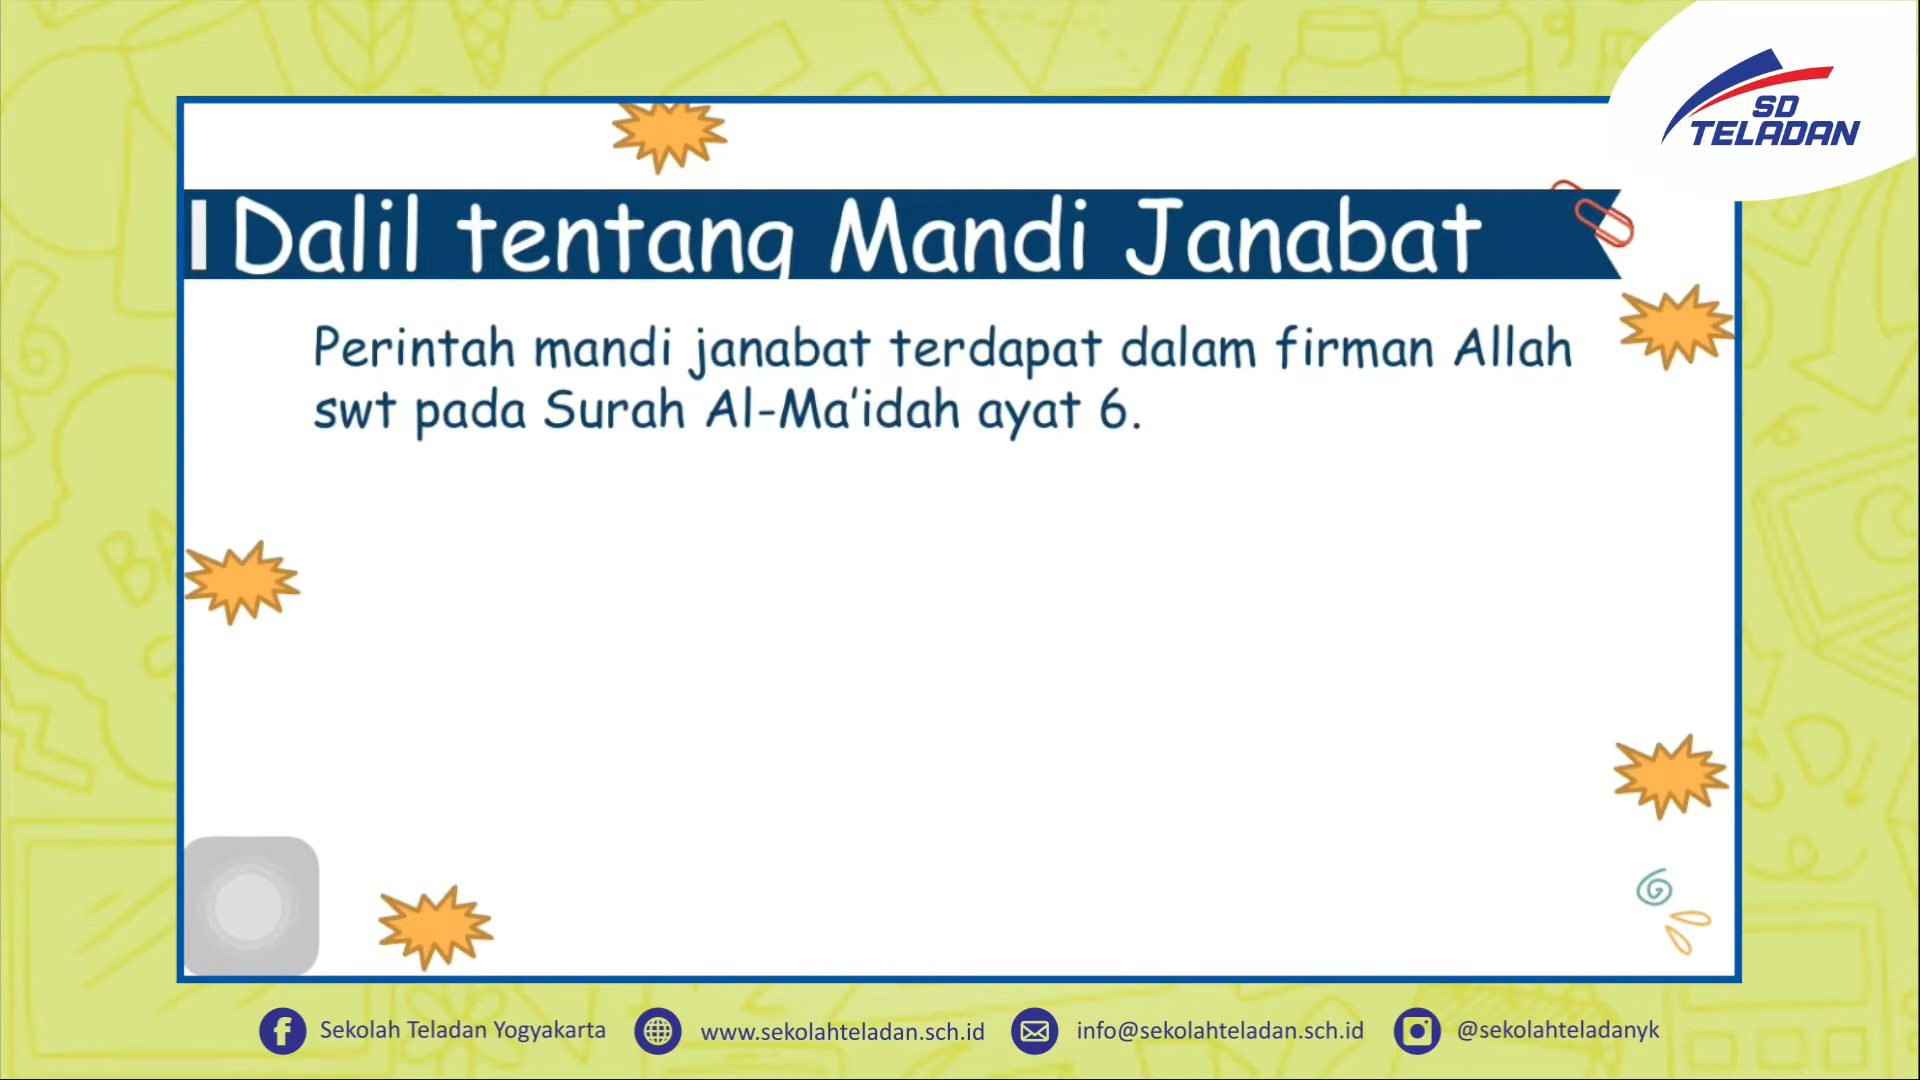 SD
TELADAN
Dalil tentang Mandi Janabat
Perintah mandi janabat terdapat dalam firman Allah
swt pada Surah Al-Ma'idah ayat 6.
Sekolah Teladan Yogyakarta
www.sekolahteladan.sch.id
info@sekolahteladan.sch.id
@sekolahteladanyk